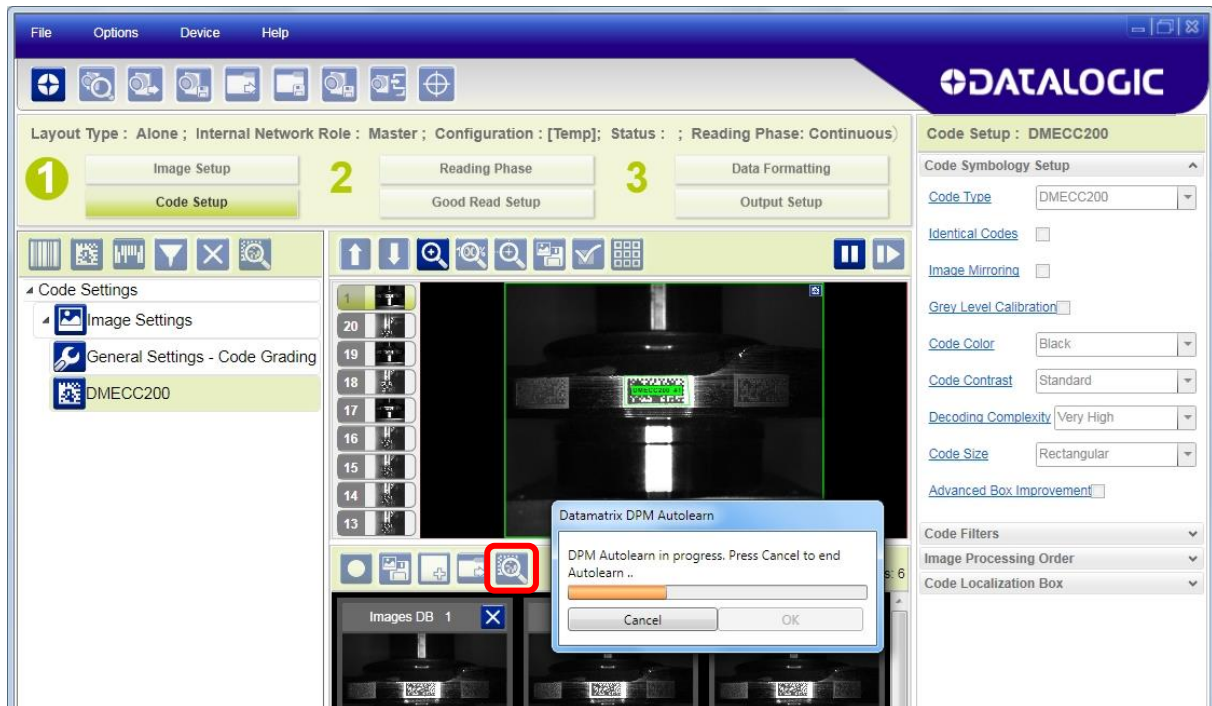 File Options Device Help
DATALOGIC
Layout Type : Alone ; Internal Network Role : Master ; Configuration : [Temp]; Status : ; Reading Phase: Continuous)
1 Image Setup 2 Reading Phase 3 Data Formatting
Code Setup Good Read Setup Output Setup
Code Settings
Image Settings
General Settings - Code Grading
DMECC200
100%
1
20
19
18
17
16
15
14
13
DMECC200
Datamatrix DPM Autolearn
DPM Autolearn in progress. Press Cancel to end
Autolearn ..
Cancel OK
s: 6
Images DB 1
Code Setup : DMECC200
Code Symbology Setup
Code Type DMECC200
Identical Codes
Image Mirroring
Grey Level Calibration
Code Color Black
Code Contrast Standard
Decoding Complexity Very High
Code Size Rectangular
Advanced Box Improvement
Code Filters
Image Processing Order
Code Localization Box